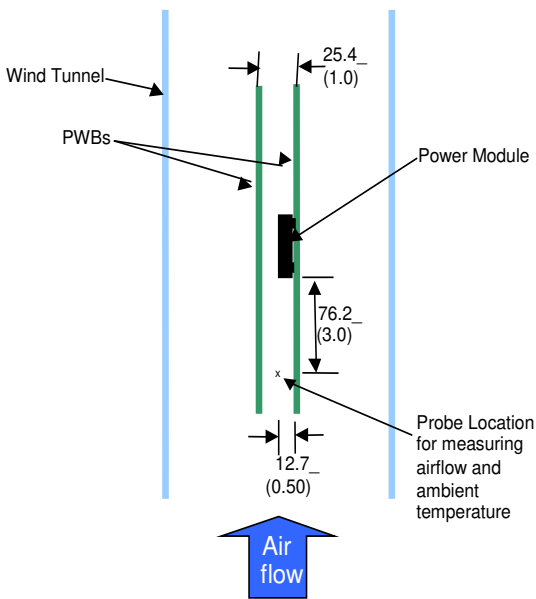 25.4_
(1.0)
Wind Tunnel
PWBs
Power Module
76.2_
(3.0)
x
Probe Location
for measuring
airflow and
ambient
temperature
12.7_
(0.50)
Air
flow